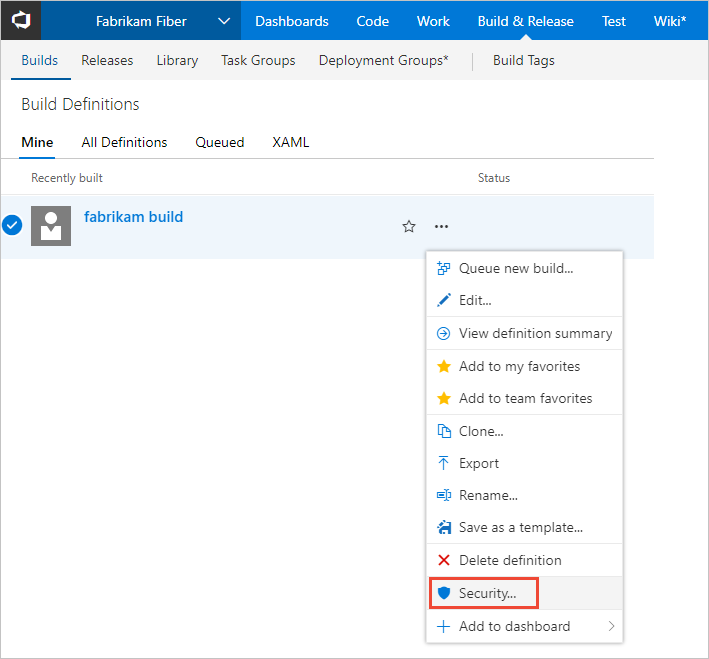 Fabrikam Fiber Dashboards Code Work Build & Release Test Wiki*
Builds Releases Library Task Groups Deployment Groups* Build Tags
Build Definitions
Mine All Definitions Queued XAML
Recently built Status
fabrikam build
Queue new build...
Edit...
View definition summary
Add to my favorites
Add to team favorites
Clone...
Export
Rename...
Save as a template...
Delete definition
Security...
Add to dashboard